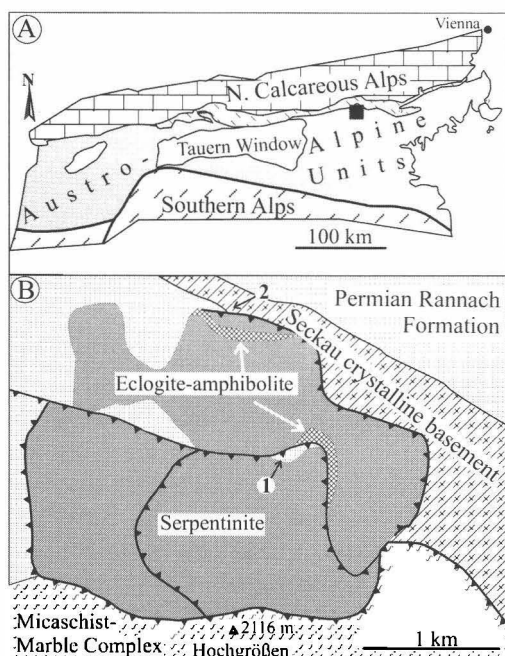 A
Vienna
N
N. Calcareous Alps
Tauern Window
Austro-
Alpine
Units
Southern Alps
100 km
B
2
Permian Rannach
Formation
Seckau crystalline basement
Eclogite-amphibolite
1
Serpentinite
Micaschist-
Marble Complex
2116 m
Hochgrößen
1 km